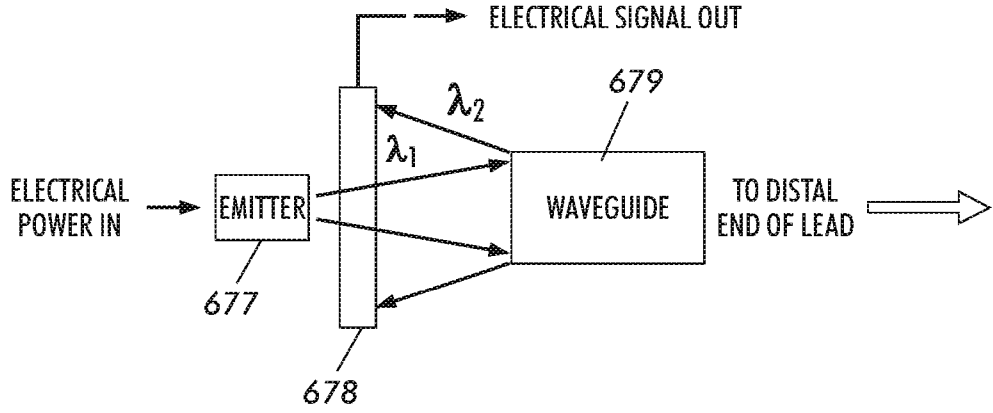 ELECTRICAL SIGNAL OUT
679
λ2
λ1
ELECTRICAL
POWER IN
EMITTER
WAVEGUIDE
TO DISTAL
END OF LEAD
677
678